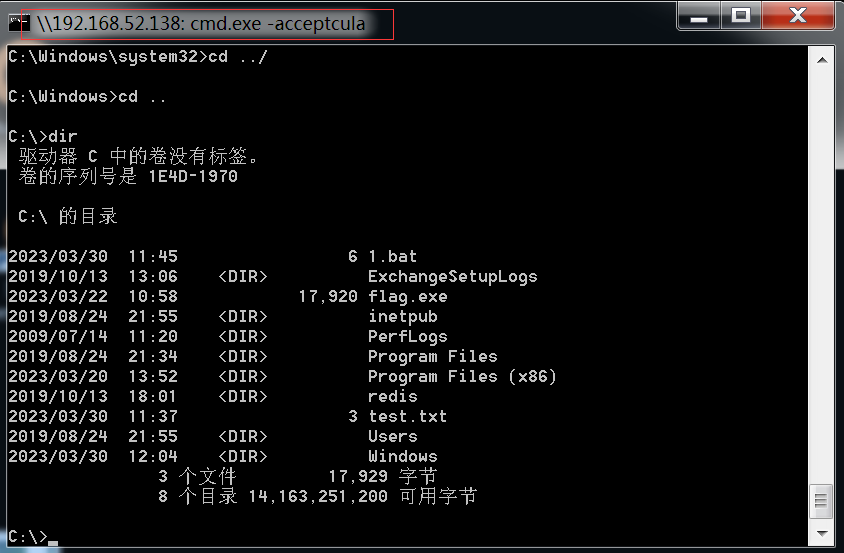 \\192.168.52.138: cmd.exe -acceptcula
C:\Windows\system32>cd ../
C:\Windows>cd ..
C:\>dir
驱动器 C 中的卷没有标签。
卷的序列号是 1E4D-1970
C:\ 的目录
2023/03/30  11:45                 6 1.bat
2019/10/13  13:06    <DIR>          ExchangeSetupLogs
2023/03/22  10:58            17,920 flag.exe
2019/08/24  21:55    <DIR>          inetpub
2009/07/14  11:20    <DIR>          PerfLogs
2019/08/24  21:34    <DIR>          Program Files
2023/03/20  13:52    <DIR>          Program Files (x86)
2019/10/13  18:01    <DIR>          redis
2023/03/30  11:37                 3 test.txt
2019/08/24  21:55    <DIR>          Users
2023/03/30  12:04    <DIR>          Windows
3 个文件         17,929 字节
8 个目录 14,163,251,200 可用字节
C:\>